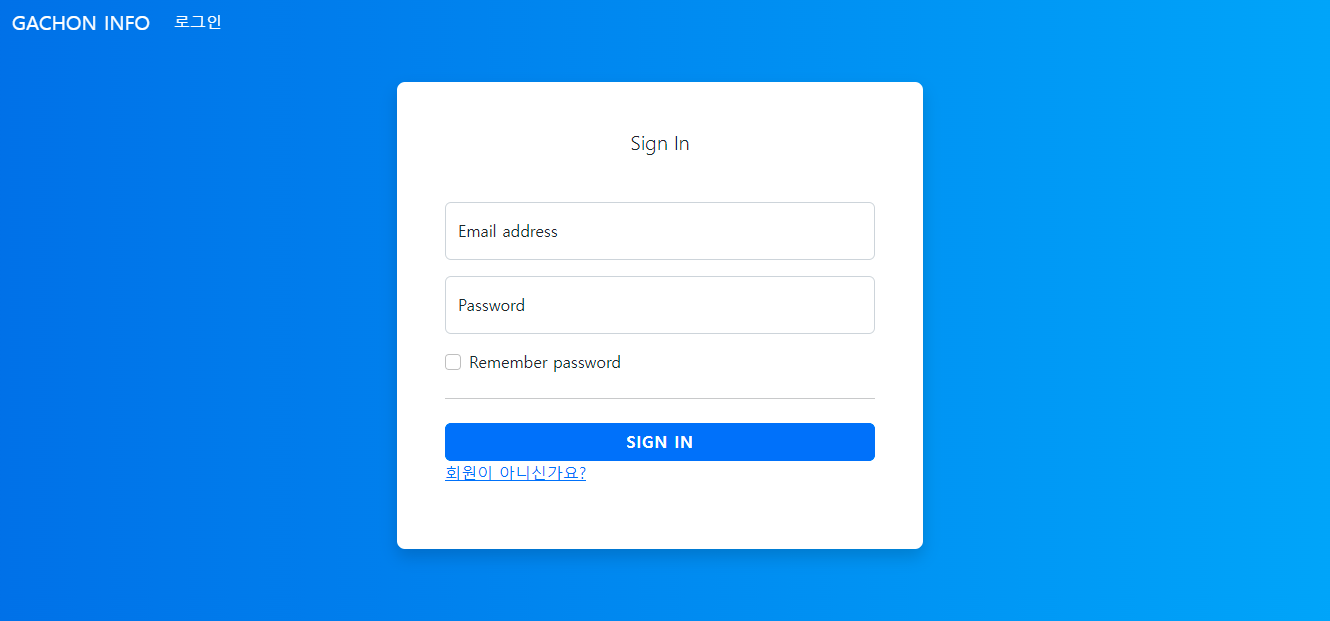 GACHON INFO 로그인
Sign In
Email address
Password
Remember password
SIGN IN
회원이 아니신가요?